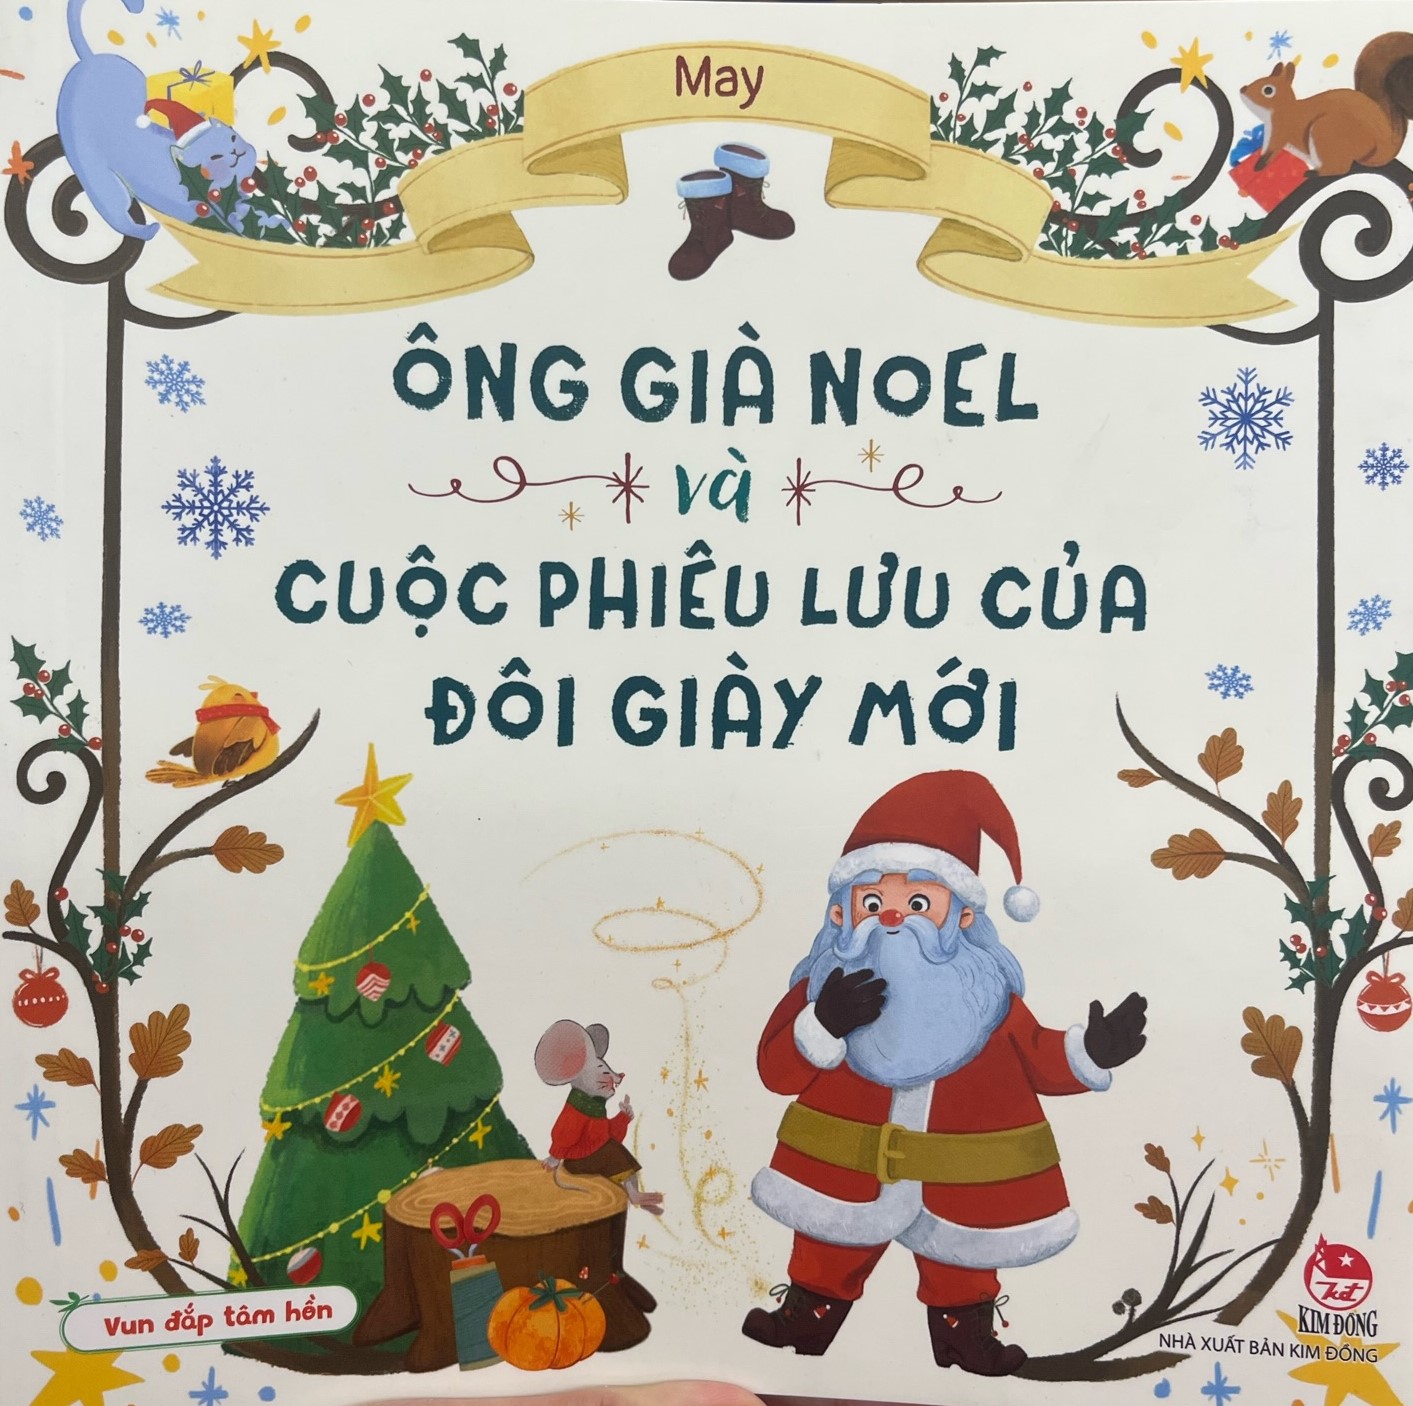 May
ÔNG GIÀ NOEL
và
CUỘC PHIÊU LƯU CỦA
ĐÔI GIÀY MỚI
Vun đắp tâm hồn
KIM ĐỒNG
NHÀ XUẤT BẢN KIM ĐỒNG